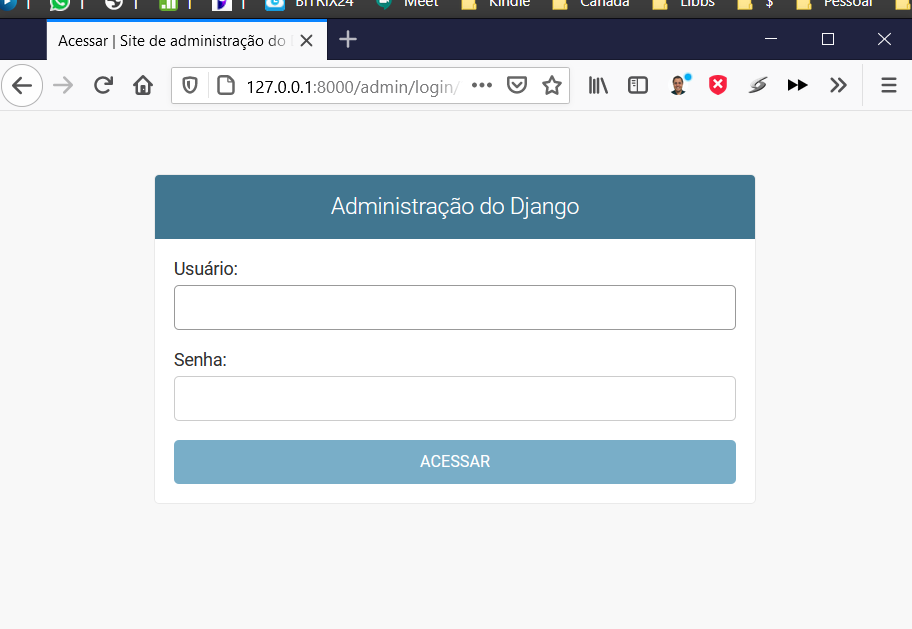 BITRIX24 Meet Kindle Canadá Libbs $ Pessoal
Acessar | Site de administração do
127.0.0.1:8000/admin/login/
Administração do Django
Usuário:
Senha:
ACESSAR